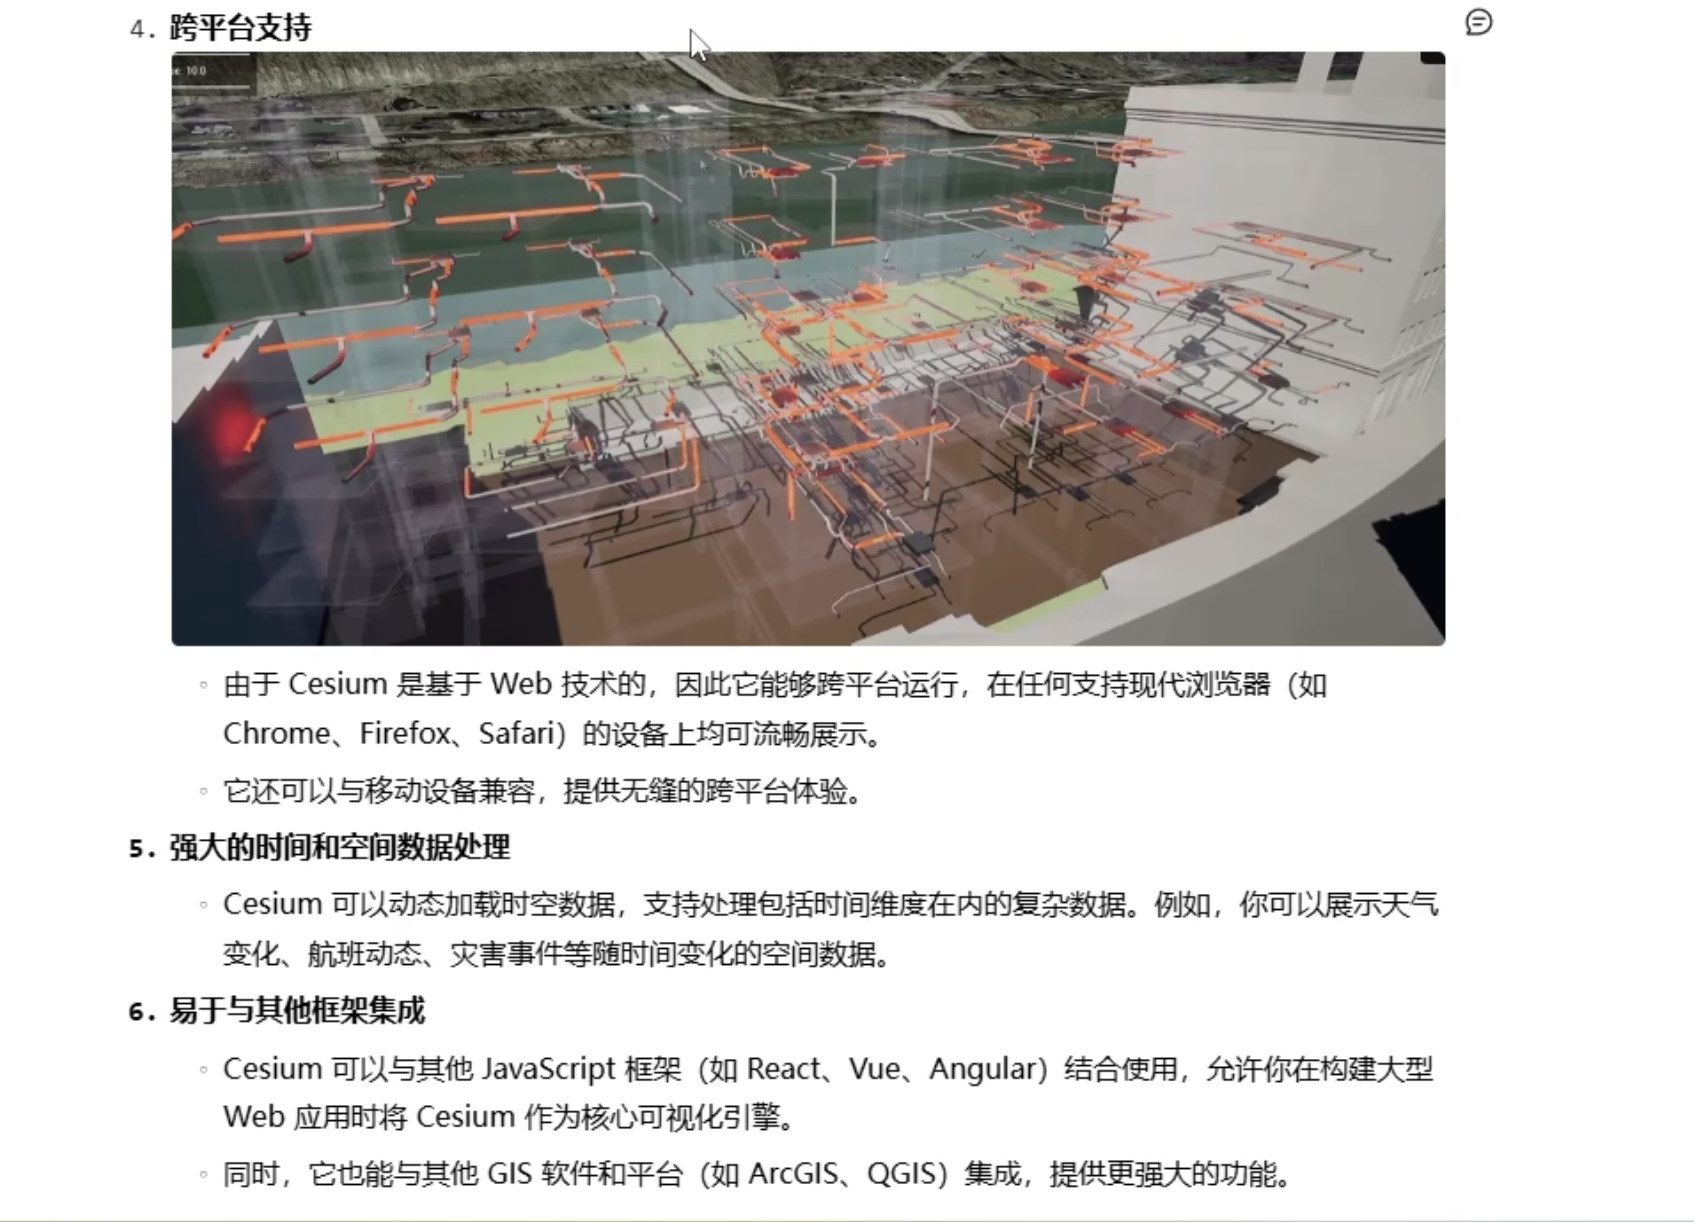 4. 跨平台支持
e: 10.0
由于 Cesium 是基于 Web 技术的，因此它能够跨平台运行，在任何支持现代浏览器（如
Chrome、Firefox、Safari）的设备上均可流畅展示。
它还可以与移动设备兼容，提供无缝的跨平台体验。
5. 强大的时间和空间数据处理
Cesium 可以动态加载时空数据，支持处理包括时间维度在内的复杂数据。例如，你可以展示天气
变化、航班动态、灾害事件等随时间变化的空间数据。
6. 易于与其他框架集成
Cesium 可以与其他 JavaScript 框架（如 React、Vue、Angular）结合使用，允许你在构建大型
Web 应用时将 Cesium 作为核心可视化引擎。
同时，它也能与其他 GIS 软件和平台（如 ArcGIS、QGIS）集成，提供更强大的功能。